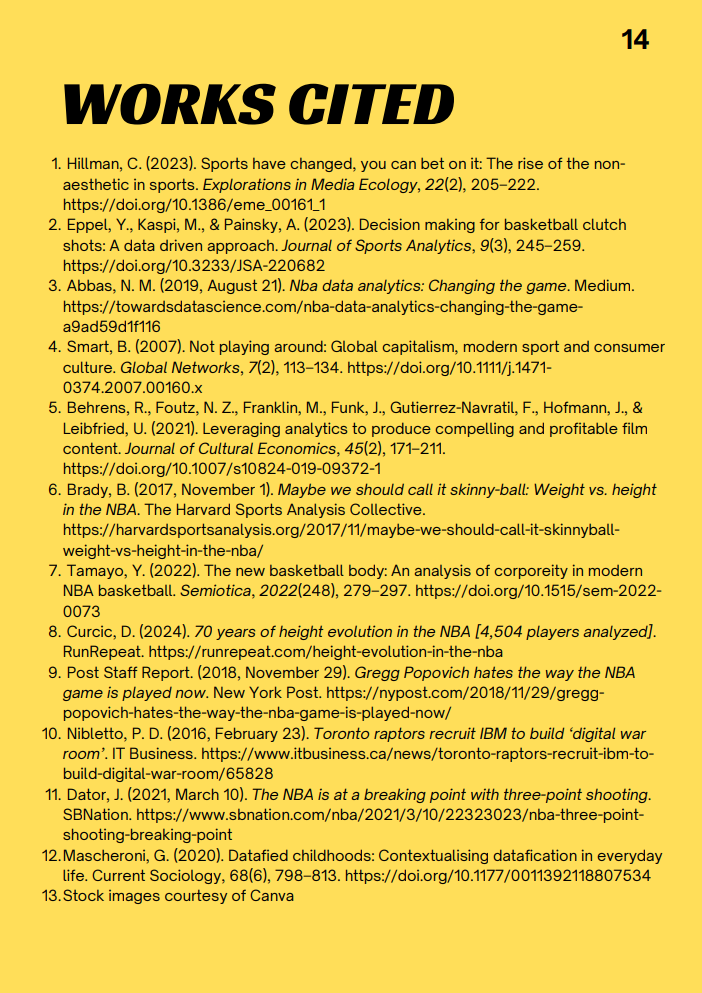 14
WORKS CITED
1. Hillman, C. (2023). Sports have changed, you can bet on it: The rise of the non-
aesthetic in sports. Explorations in Media Ecology, 22(2), 205–222.
https://doi.org/10.1386/eme_00161_1
2. Eppel, Y., Kaspi, M., & Painsky, A. (2023). Decision making for basketball clutch
shots: A data driven approach. Journal of Sports Analytics, 9(3), 245–259.
https://doi.org/10.3233/JSA-220682
3. Abbas, N. M. (2019, August 21). Nba data analytics: Changing the game. Medium.
https://towardsdatascience.com/nba-data-analytics-changing-the-game-
a9ad59d1f116
4. Smart, B. (2007). Not playing around: Global capitalism, modern sport and consumer
culture. Global Networks, 7(2), 113–134. https://doi.org/10.1111/j.1471-
0374.2007.00160.x
5. Behrens, R., Foutz, N. Z., Franklin, M., Funk, J., Gutierrez-Navratil, F., Hofmann, J., &
Leibfried, U. (2021). Leveraging analytics to produce compelling and profitable film
content. Journal of Cultural Economics, 45(2), 171–211.
https://doi.org/10.1007/s10824-019-09372-1
6. Brady, B. (2017, November 1). Maybe we should call it skinny-ball: Weight vs. height
in the NBA. The Harvard Sports Analysis Collective.
https://harvardsportsanalysis.org/2017/11/maybe-we-should-call-it-skinnyball-
weight-vs-height-in-the-nba/
7. Tamayo, Y. (2022). The new basketball body: An analysis of corporeity in modern
NBA basketball. Semiotica, 2022(248), 279–297. https://doi.org/10.1515/sem-2022-
0073
8. Curcic, D. (2024). 70 years of height evolution in the NBA [4,504 players analyzed].
RunRepeat. https://runrepeat.com/height-evolution-in-the-nba
9. Post Staff Report. (2018, November 29). Gregg Popovich hates the way the NBA
game is played now. New York Post. https://nypost.com/2018/11/29/gregg-
popovich-hates-the-way-the-nba-game-is-played-now/
10. Nibletto, P. D. (2016, February 23). Toronto raptors recruit IBM to build ‘digital war
room’. IT Business. https://www.itbusiness.ca/news/toronto-raptors-recruit-ibm-to-
build-digital-war-room/65828
11. Dator, J. (2021, March 10). The NBA is at a breaking point with three-point shooting.
SBNation. https://www.sbnation.com/nba/2021/3/10/22323023/nba-three-point-
shooting-breaking-point
12. Mascheroni, G. (2020). Datafied childhoods: Contextualising datafication in everyday
life. Current Sociology, 68(6), 798–813. https://doi.org/10.1177/0011392118807534
13. Stock images courtesy of Canva